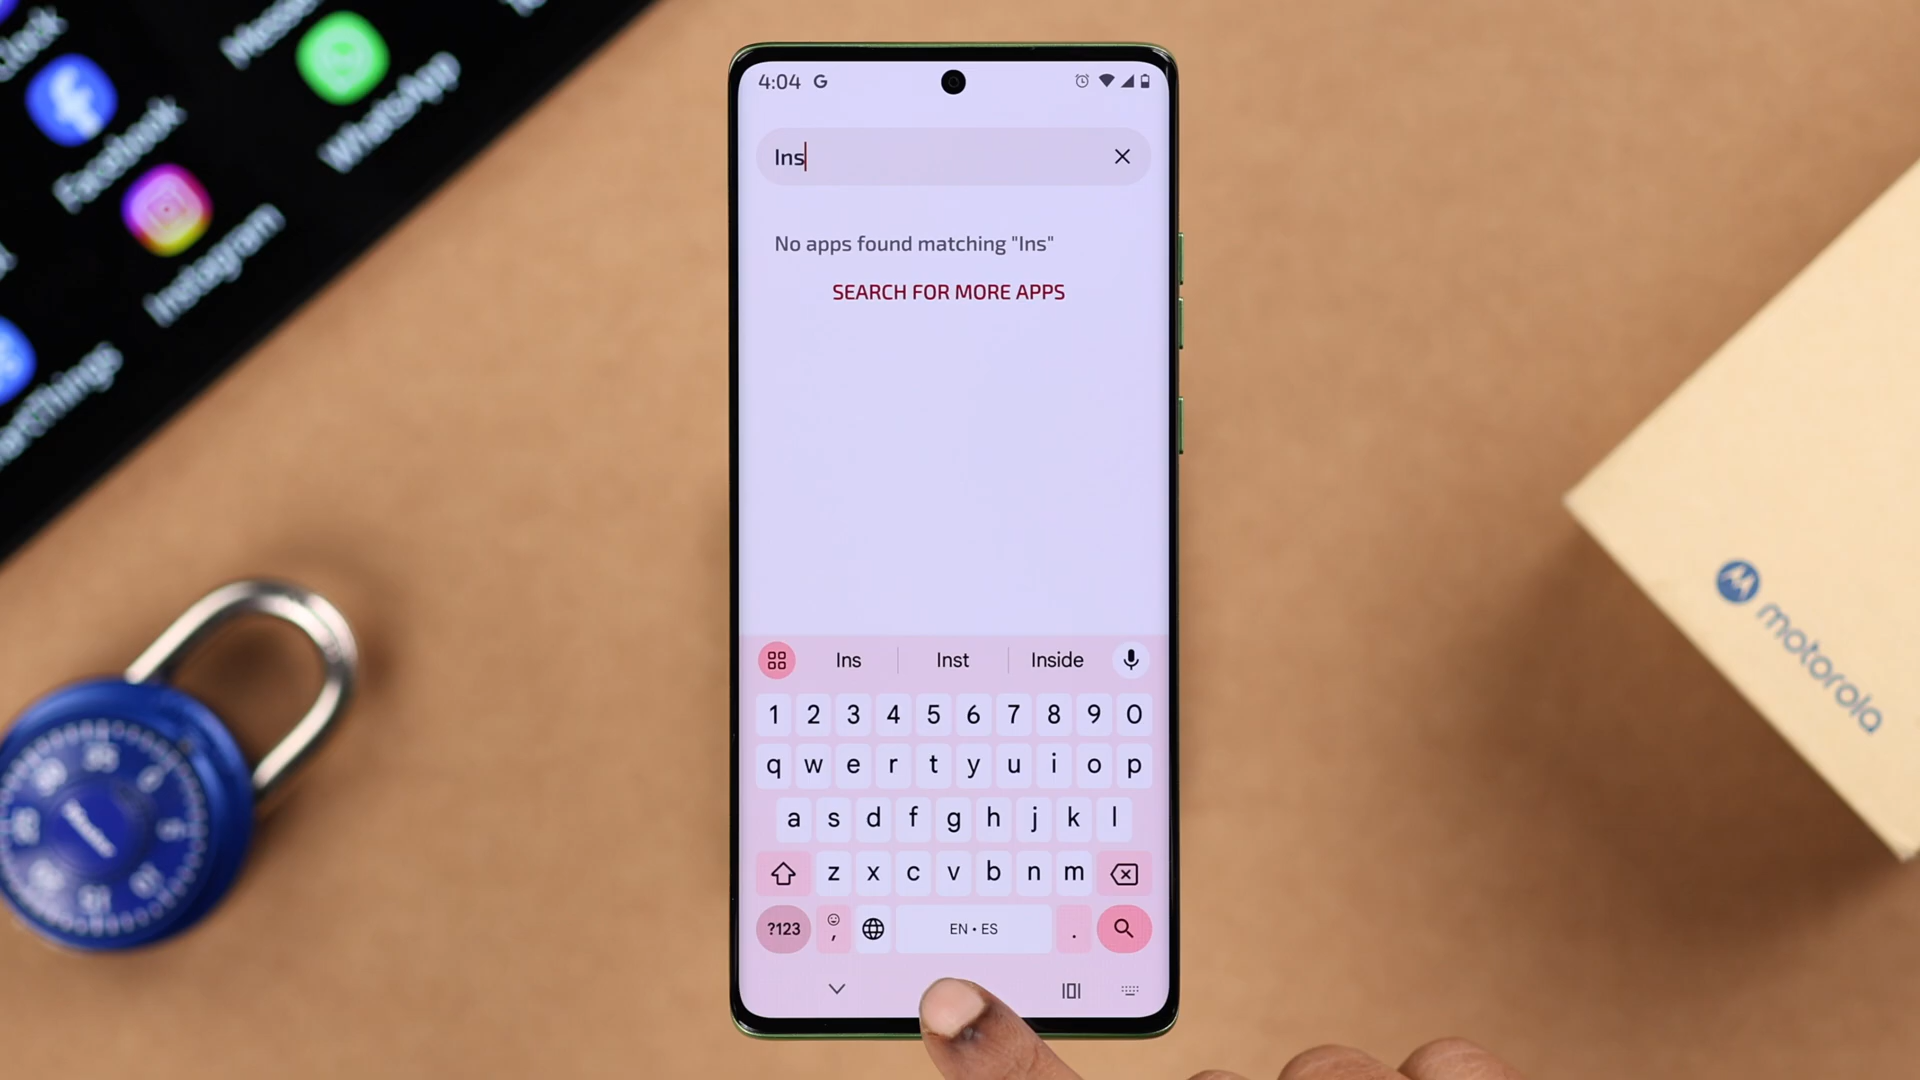 Clock
Facebook
WhatsApp
Instagram
4:04 G
Ins
No apps found matching "Ins"
SEARCH FOR MORE APPS
Ins Inst Inside
1 2 3 4 5 6 7 8 9 0
q w e r t y u i o p
a s d f g h j k l
z x c v b n m
?123 , EN • ES .
motorola